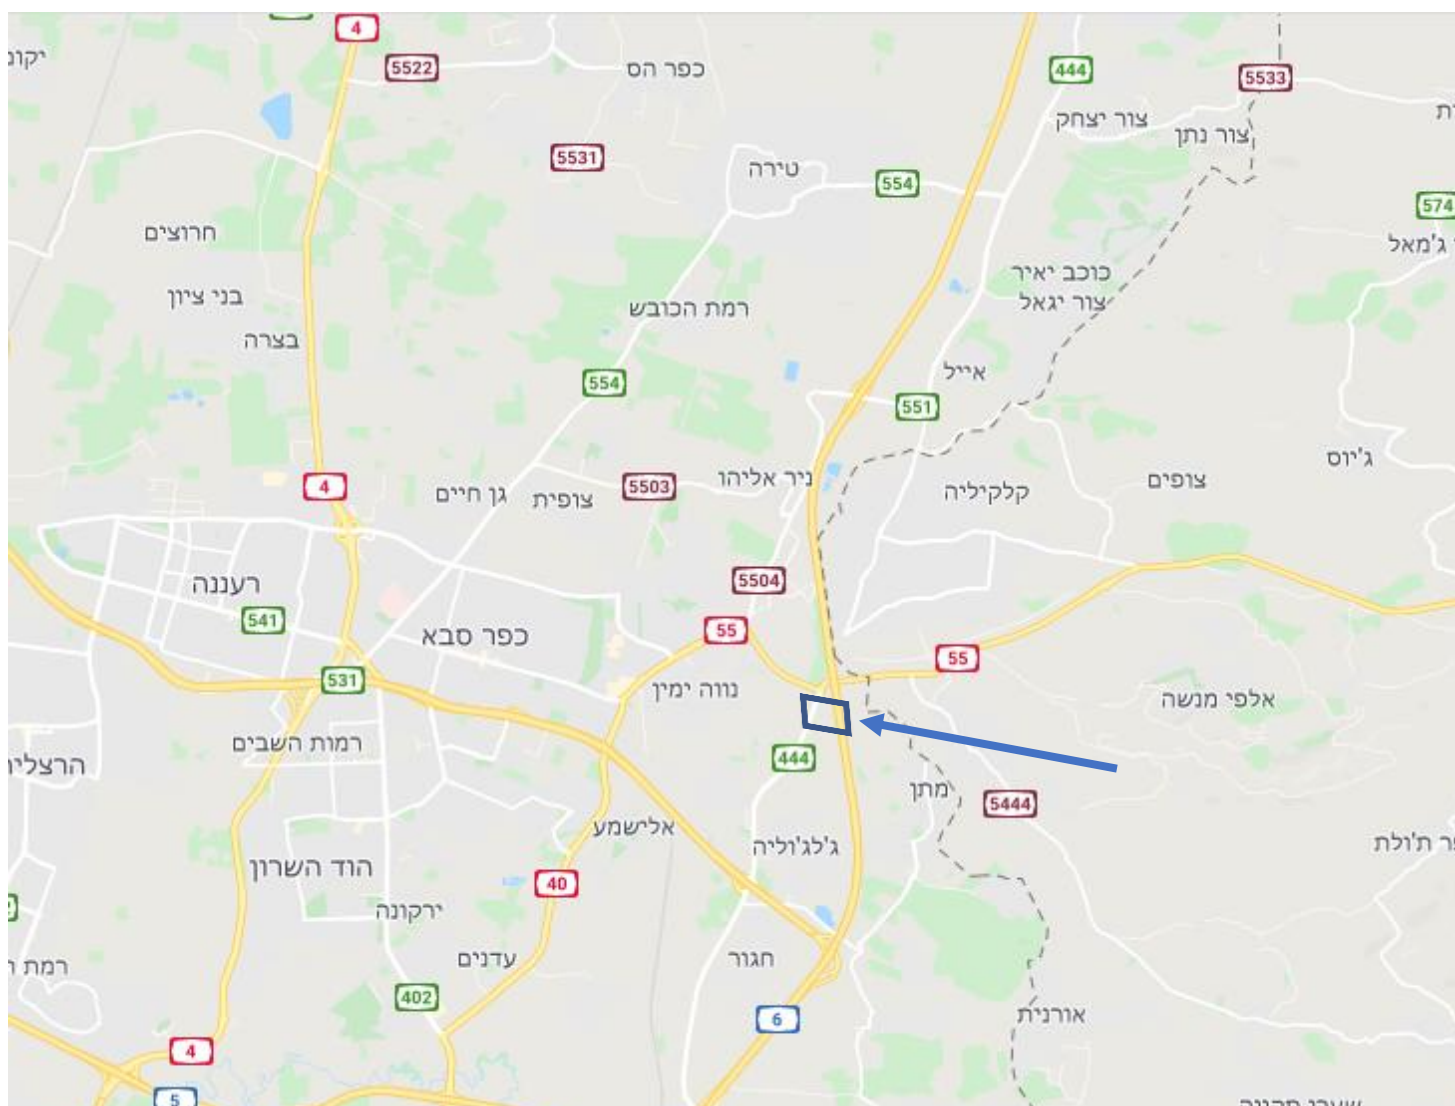 4
יקום
5522
כפר הס
444
5533
צור יצחק
צור נתן
5531
טירה
554
574
חרוצים
ג'מאל
כוכב יאיר
צור יגאל
בני ציון
רמת הכובש
בצרה
אייל
554
551
ג'יוס
4
גן חיים
צופית
5503
ניר אליהו
קלקיליה
צופים
רעננה
5504
541
כפר סבא
55
55
531
נווה ימין
אלפי מנשה
רמות השבים
הרצליה
444
מתן
5444
אלישמע
ג'לג'וליה
הוד השרון
40
ירקונה
עדנים
חגור
רמת
402
6
אורנית
4
5